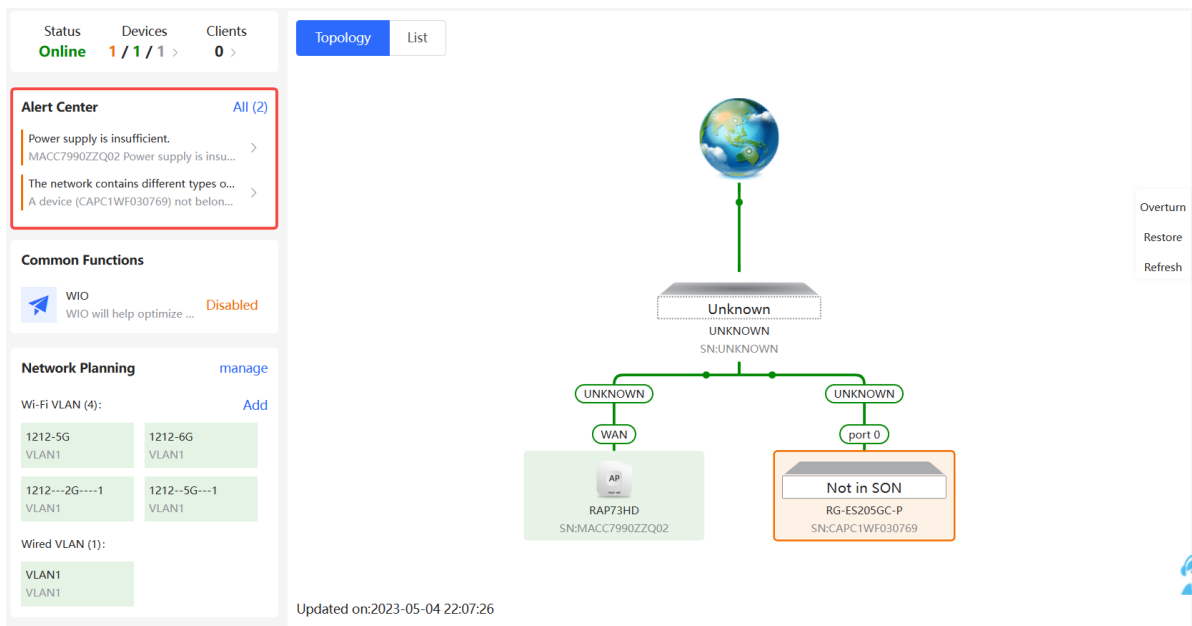 Status Devices Clients
Online 1 / 1 / 1 > 0 >
Alert Center All (2)
Power supply is insufficient.
MACC7990ZZQ02 Power supply is insu...
The network contains different types o...
A device (CAPC1WF030769) not belon...
Common Functions
WIO
WIO will help optimize ...
Disabled
Network Planning manage
Wi-Fi VLAN (4): Add
1212-5G
VLAN1
1212-6G
VLAN1
1212---2G----1
VLAN1
1212--5G---1
VLAN1
Wired VLAN (1):
VLAN1
VLAN1
Topology List
Unknown
UNKNOWN
SN:UNKNOWN
UNKNOWN UNKNOWN
WAN port 0
AP
RAP73HD
SN:MACC7990ZZQ02
Not in SON
RG-ES205GC-P
SN:CAPC1WF030769
Overturn
Restore
Refresh
Updated on:2023-05-04 22:07:26